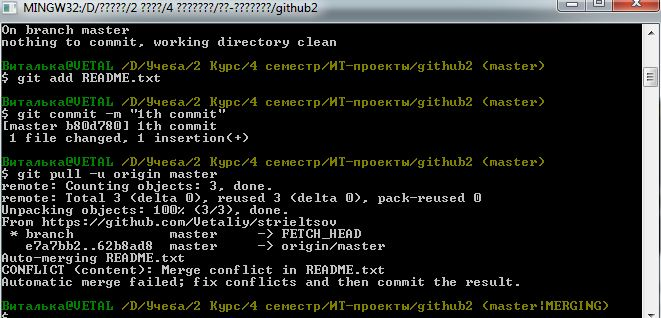 MINGW32:/D/?????/2 ????/4 ???????/??-???????/github2
On branch master
nothing to commit, working directory clean
Виталька@VETAL /D/Учеба/2 Курс/4 семестр/ИТ-проекты/github2 (master)
$ git add README.txt
Виталька@VETAL /D/Учеба/2 Курс/4 семестр/ИТ-проекты/github2 (master)
$ git commit -m "1th commit"
[master b80d780] 1th commit
1 file changed, 1 insertion(+)
Виталька@VETAL /D/Учеба/2 Курс/4 семестр/ИТ-проекты/github2 (master)
$ git pull -u origin master
remote: Counting objects: 3, done.
remote: Total 3 (delta 0), reused 3 (delta 0), pack-reused 0
Unpacking objects: 100% (3/3), done.
From https://github.com/Vetaliy/strieltsov
* branch master -> FETCH_HEAD
e7a7bb2..62b8ad8 master -> origin/master
Auto-merging README.txt
CONFLICT (content): Merge conflict in README.txt
Automatic merge failed; fix conflicts and then commit the result.
Виталька@VETAL /D/Учеба/2 Курс/4 семестр/ИТ-проекты/github2 (master|MERGING)
$